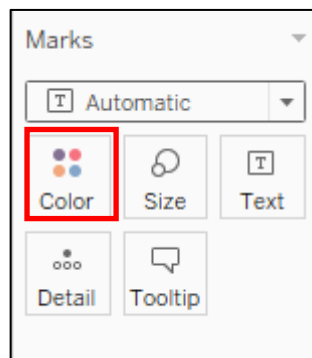 Marks
T Automatic
T
Color Size Text
Detail Tooltip